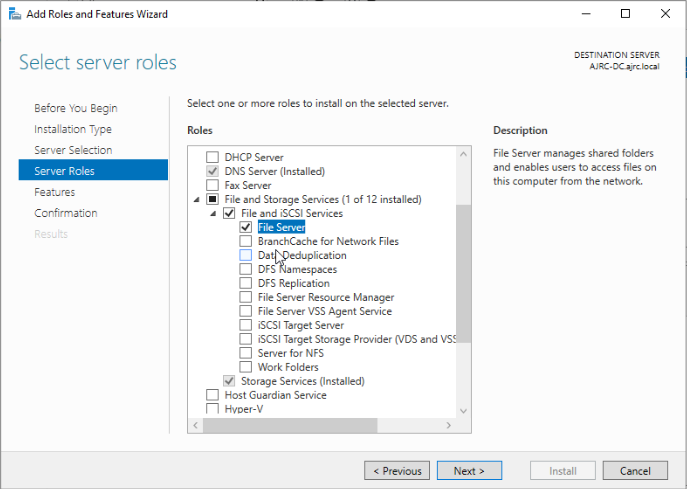 Add Roles and Features Wizard
Select server roles
DESTINATION SERVER
AJRC-DC.ajrc.local
Before You Begin
Installation Type
Server Selection
Server Roles
Features
Confirmation
Results
Select one or more roles to install on the selected server.
Roles
DHCP Server
DNS Server (Installed)
Fax Server
File and Storage Services (1 of 12 installed)
File and iSCSI Services
File Server
BranchCache for Network Files
Data Deduplication
DFS Namespaces
DFS Replication
File Server Resource Manager
File Server VSS Agent Service
iSCSI Target Server
iSCSI Target Storage Provider (VDS and VSS
Server for NFS
Work Folders
Storage Services (Installed)
Host Guardian Service
Hyper-V
Description
File Server manages shared folders
and enables users to access files on
this computer from the network.
< Previous
Next >
Install
Cancel